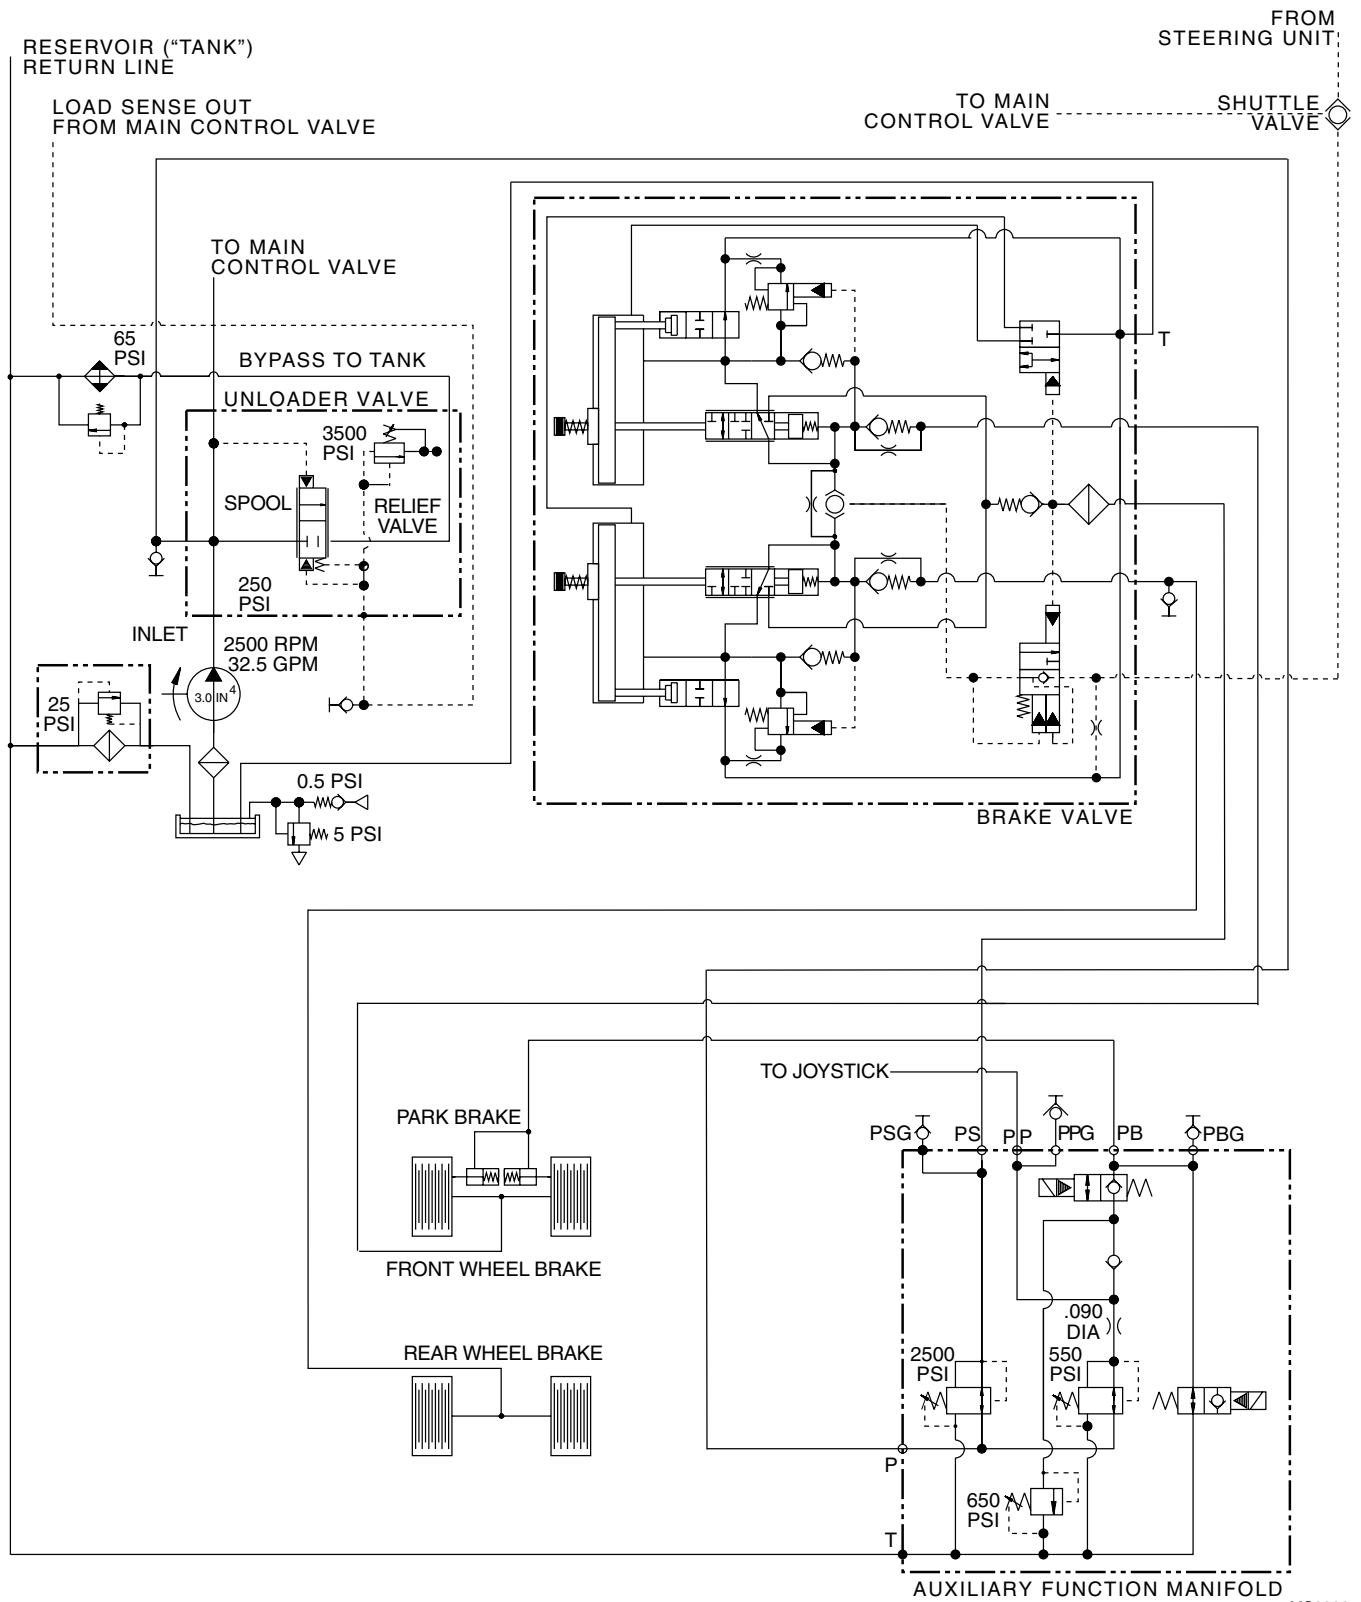 FROM
STEERING UNIT
RESERVOIR (“TANK”)
RETURN LINE
LOAD SENSE OUT
FROM MAIN CONTROL VALVE
TO MAIN
CONTROL VALVE
SHUTTLE
VALVE
TO MAIN
CONTROL VALVE
65
PSI
BYPASS TO TANK
T
UNLOADER VALVE
3500
PSI
SPOOL
RELIEF
VALVE
250
PSI
INLET
2500 RPM
32.5 GPM
3.0 IN 4
25
PSI
0.5 PSI
5 PSI
BRAKE VALVE
TO JOYSTICK
PARK BRAKE
PSG
PS
PP
PPG
PB
PBG
FRONT WHEEL BRAKE
.090
DIA
REAR WHEEL BRAKE
2500
PSI
550
PSI
P
650
PSI
T
AUXILIARY FUNCTION MANIFOLD